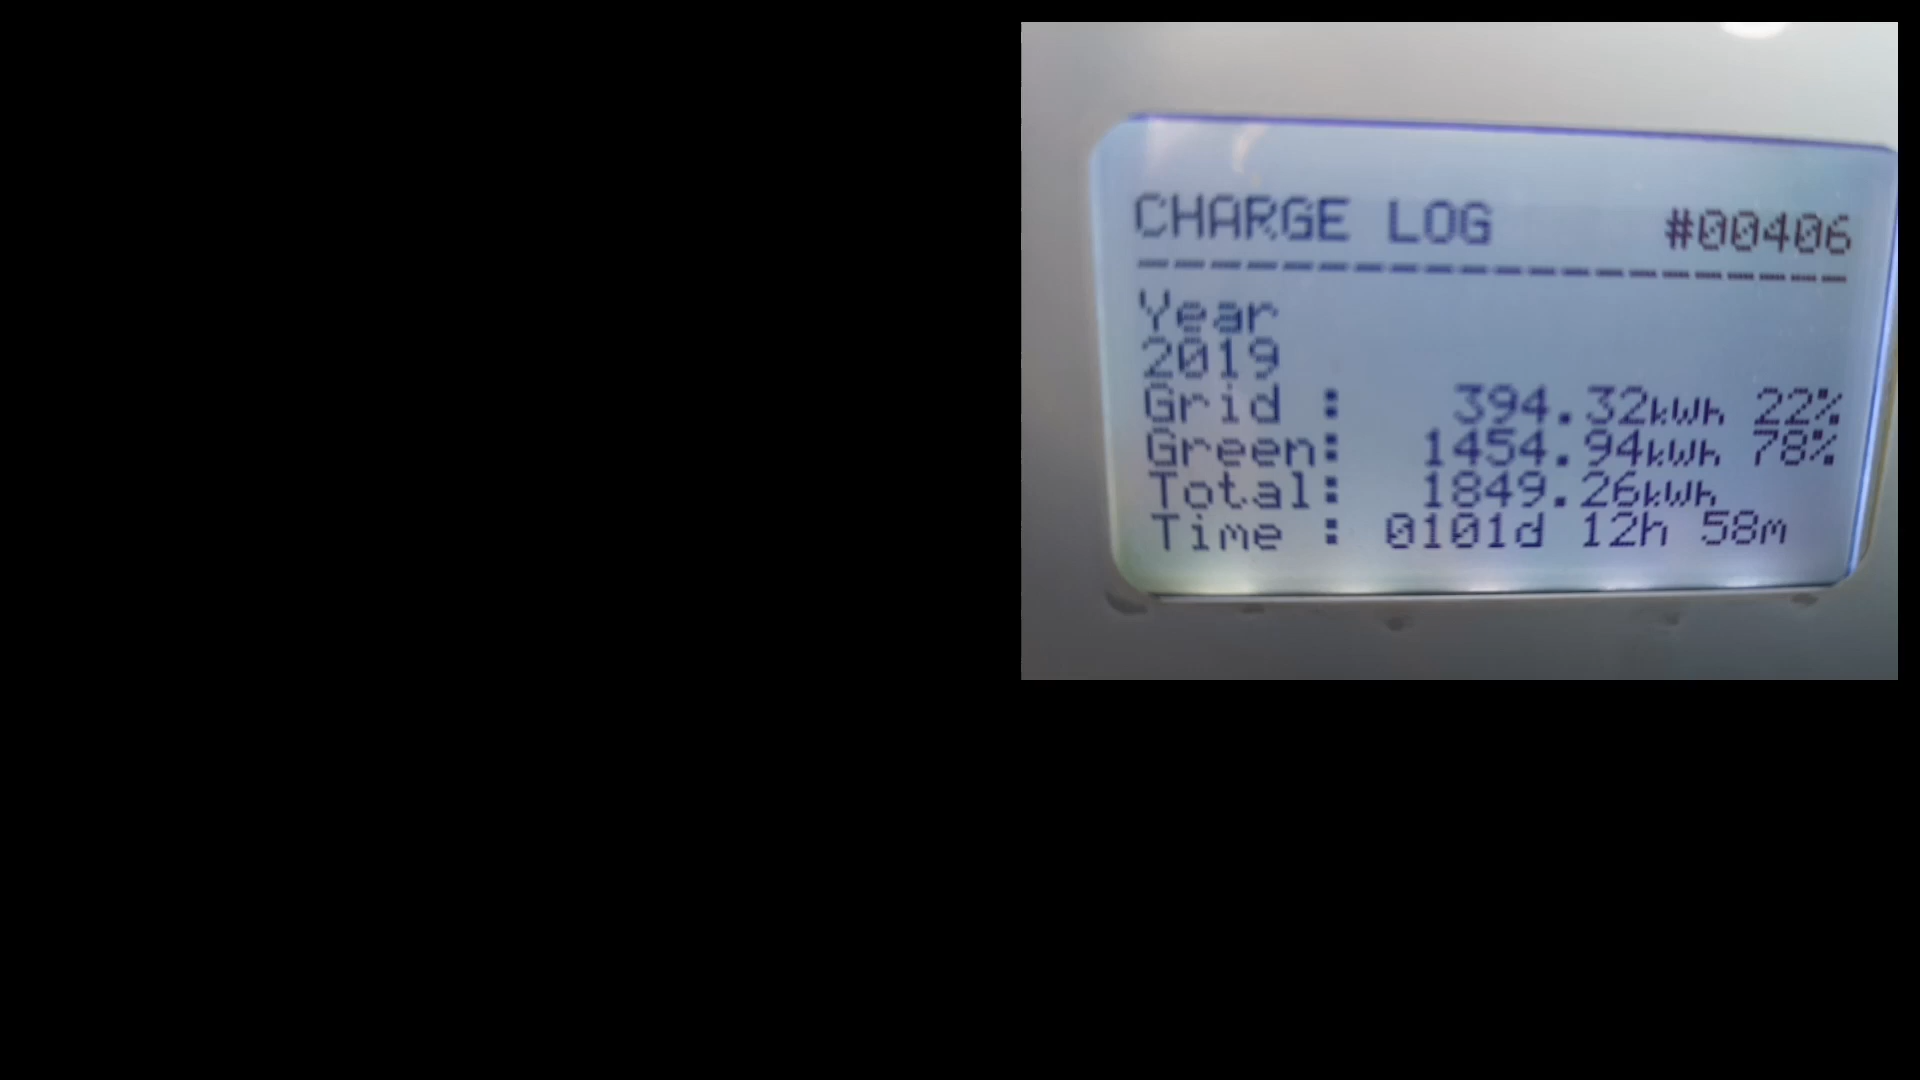 CHARGE LOG #00406
--------------------
Year
2019
Grid : 394.32kWh 22%
Green: 1454.94kWh 78%
Total: 1849.26kWh
Time : 0101d 12h 58m